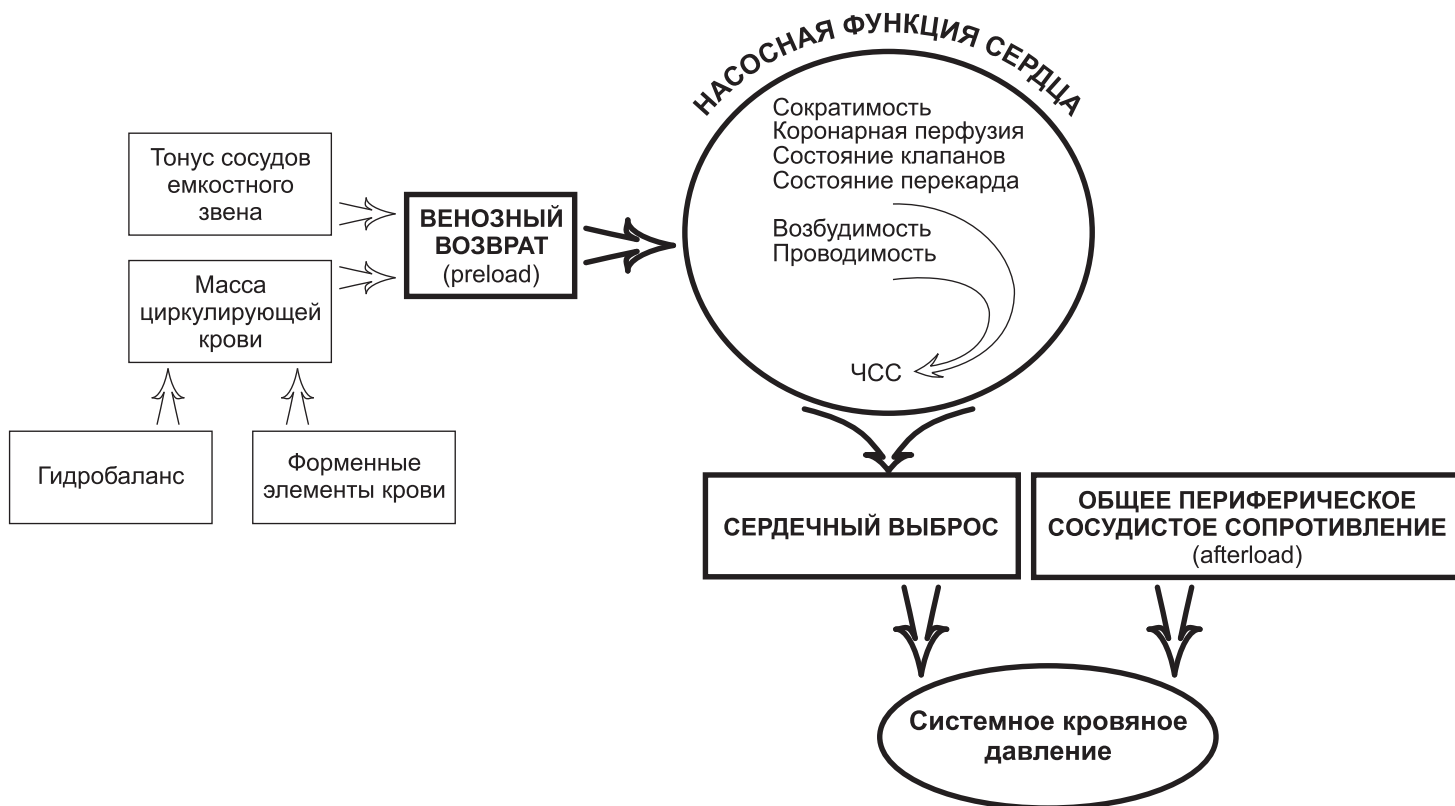 НАСОСНАЯ ФУНКЦИЯ СЕРДЦА
Сократимость
Коронарная перфузия
Состояние клапанов
Состояние перекарда
Возбудимость
Проводимость
ЧСС
Тонус сосудов
емкостного
звена
ВЕНОЗНЫЙ
ВОЗВРАТ
(preload)
Масса
циркулирующей
крови
Гидробаланс
Форменные
элементы крови
СЕРДЕЧНЫЙ ВЫБРОС
ОБЩЕЕ ПЕРИФЕРИЧЕСКОЕ
СОСУДИСТОЕ СОПРОТИВЛЕНИЕ
(afterload)
Системное кровяное
давление